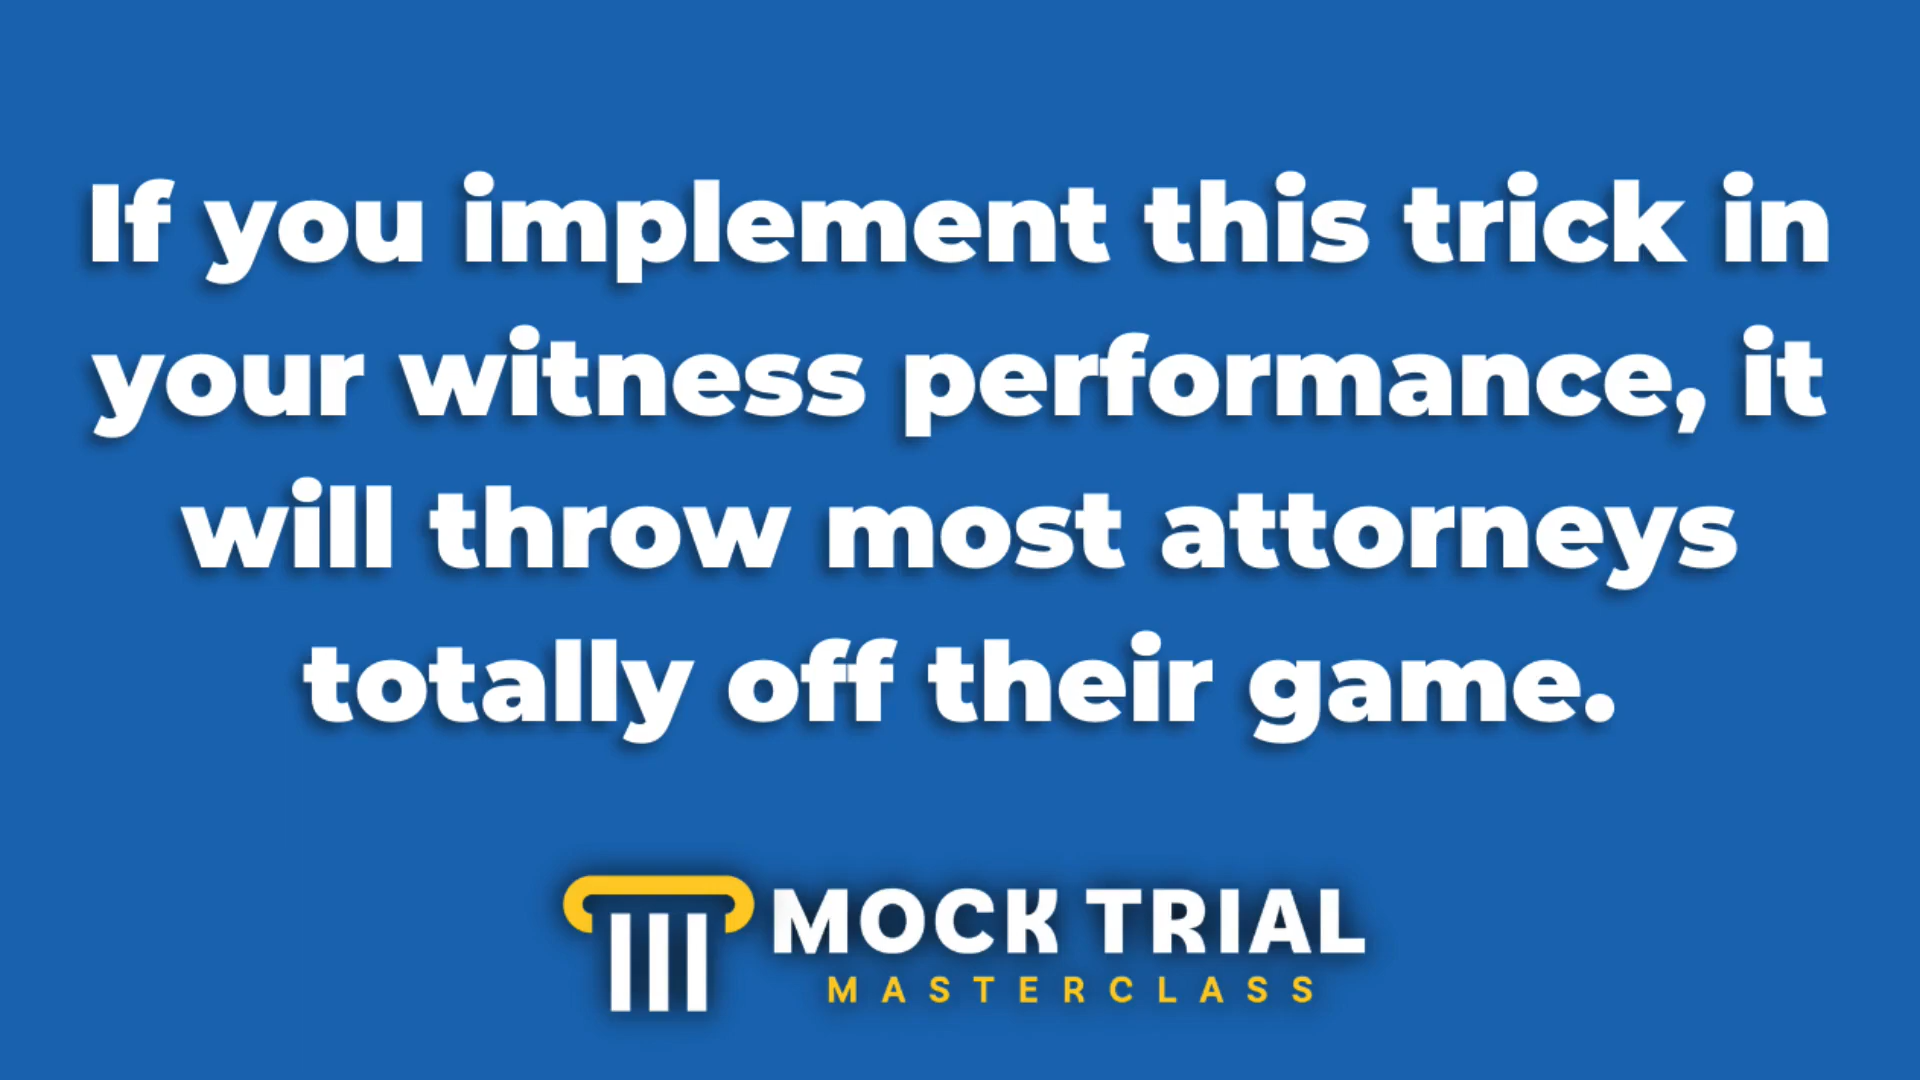 If you implement this trick in
your witness performance, it
will throw most attorneys
totally off their game.
MOCK TRIAL
MASTERCLASS